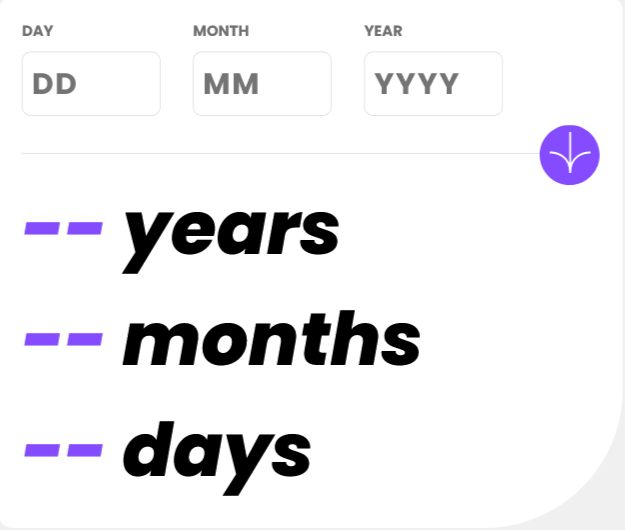 DAY MONTH YEAR
DD MM YYYY
-- years
-- months
-- days